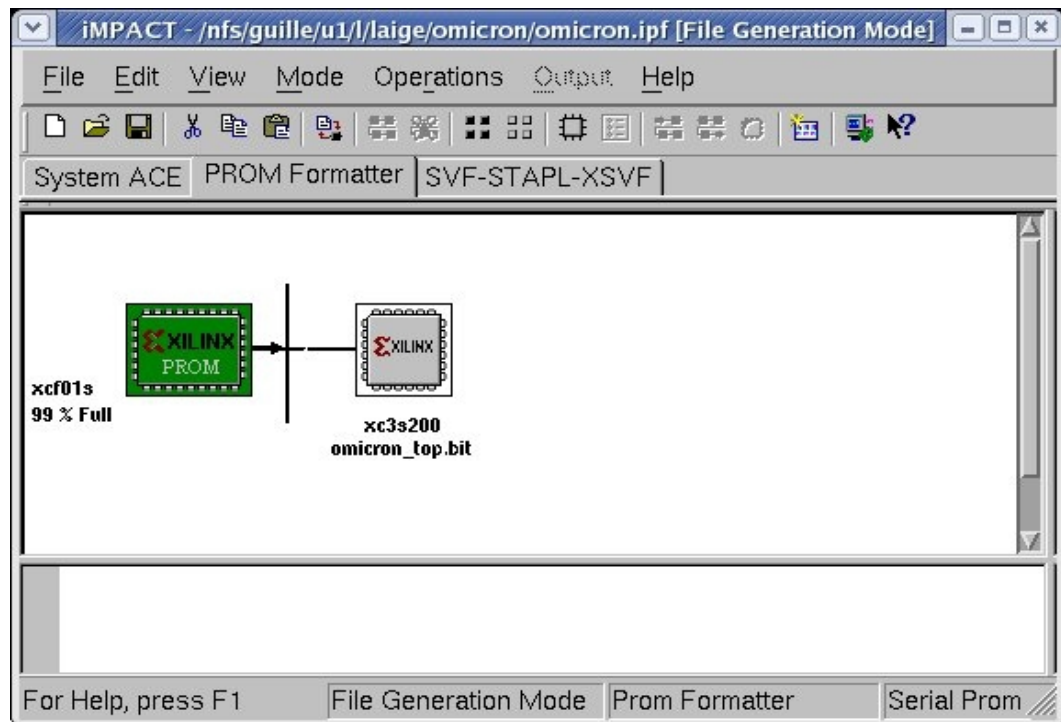 iMPACT - /nfs/guille/u1/l/laige/omicron/omicron.ipf [File Generation Mode]
File Edit View Mode Operations Output Help
System ACE PROM Formatter SVF-STAPL-XSVF
XILINX
PROM
XILINX
xcf01s
99 % Full
xc3s200
omicron_top.bit
For Help, press F1 File Generation Mode Prom Formatter Serial Prom